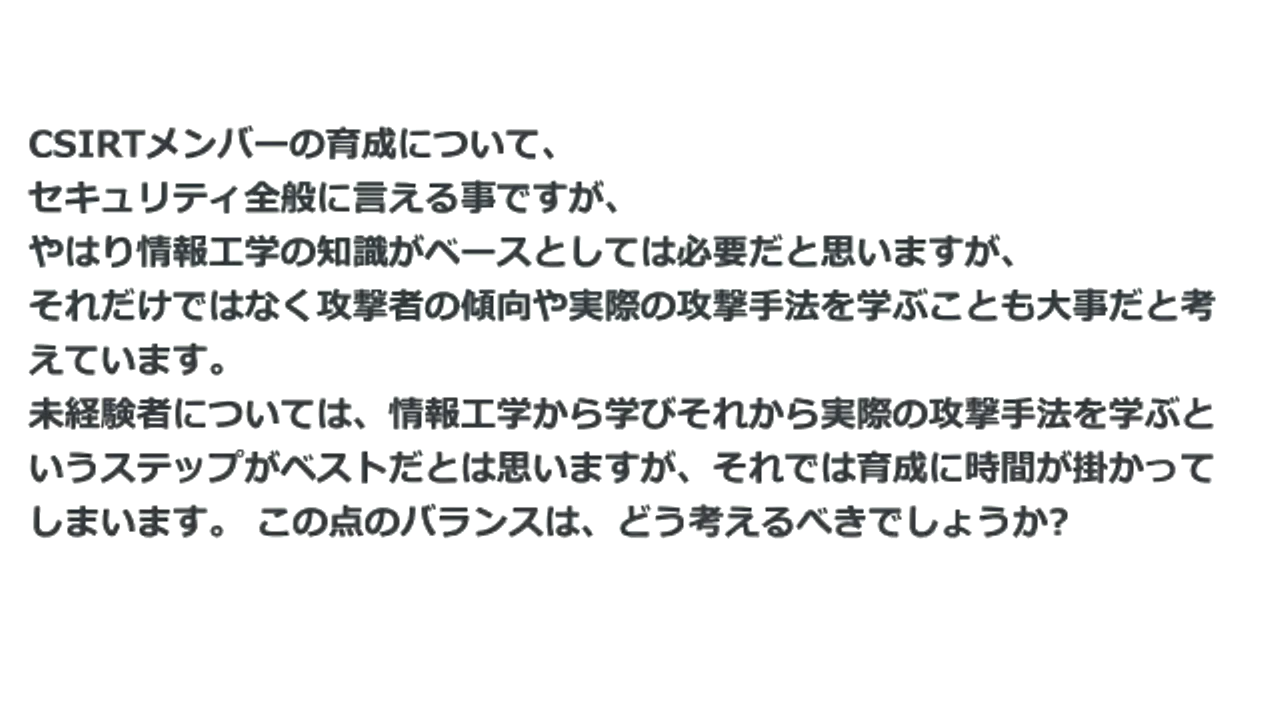 CSIRTメンバーの育成について、
セキュリティ全般に言える事ですが、
やはり情報工学の知識がベースとしては必要だと思いますが、
それだけではなく攻撃者の傾向や実際の攻撃手法を学ぶことも大事だと考
えています。
未経験者については、情報工学から学びそれから実際の攻撃手法を学ぶと
いうステップがベストだとは思いますが、それでは育成に時間が掛かって
しまいます。 この点のバランスは、どう考えるべきでしょうか?